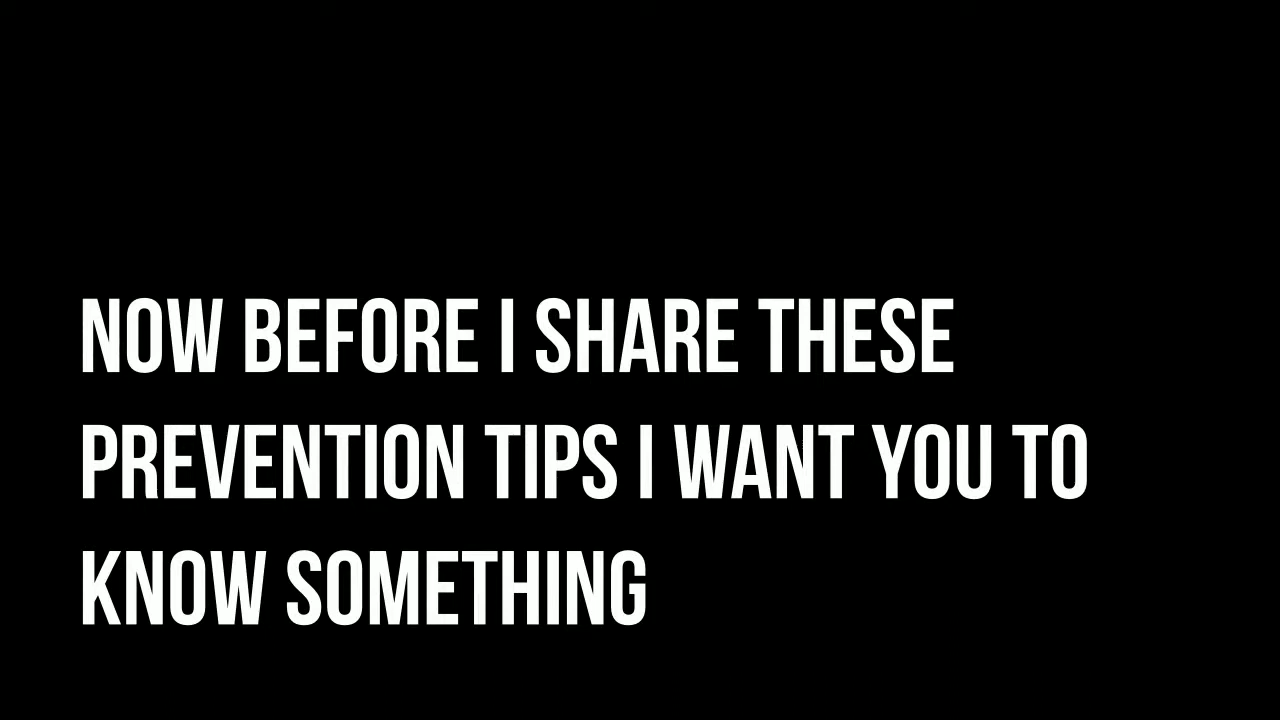 NOW BEFORE I SHARE THESE
PREVENTION TIPS I WANT YOU TO
KNOW SOMETHING